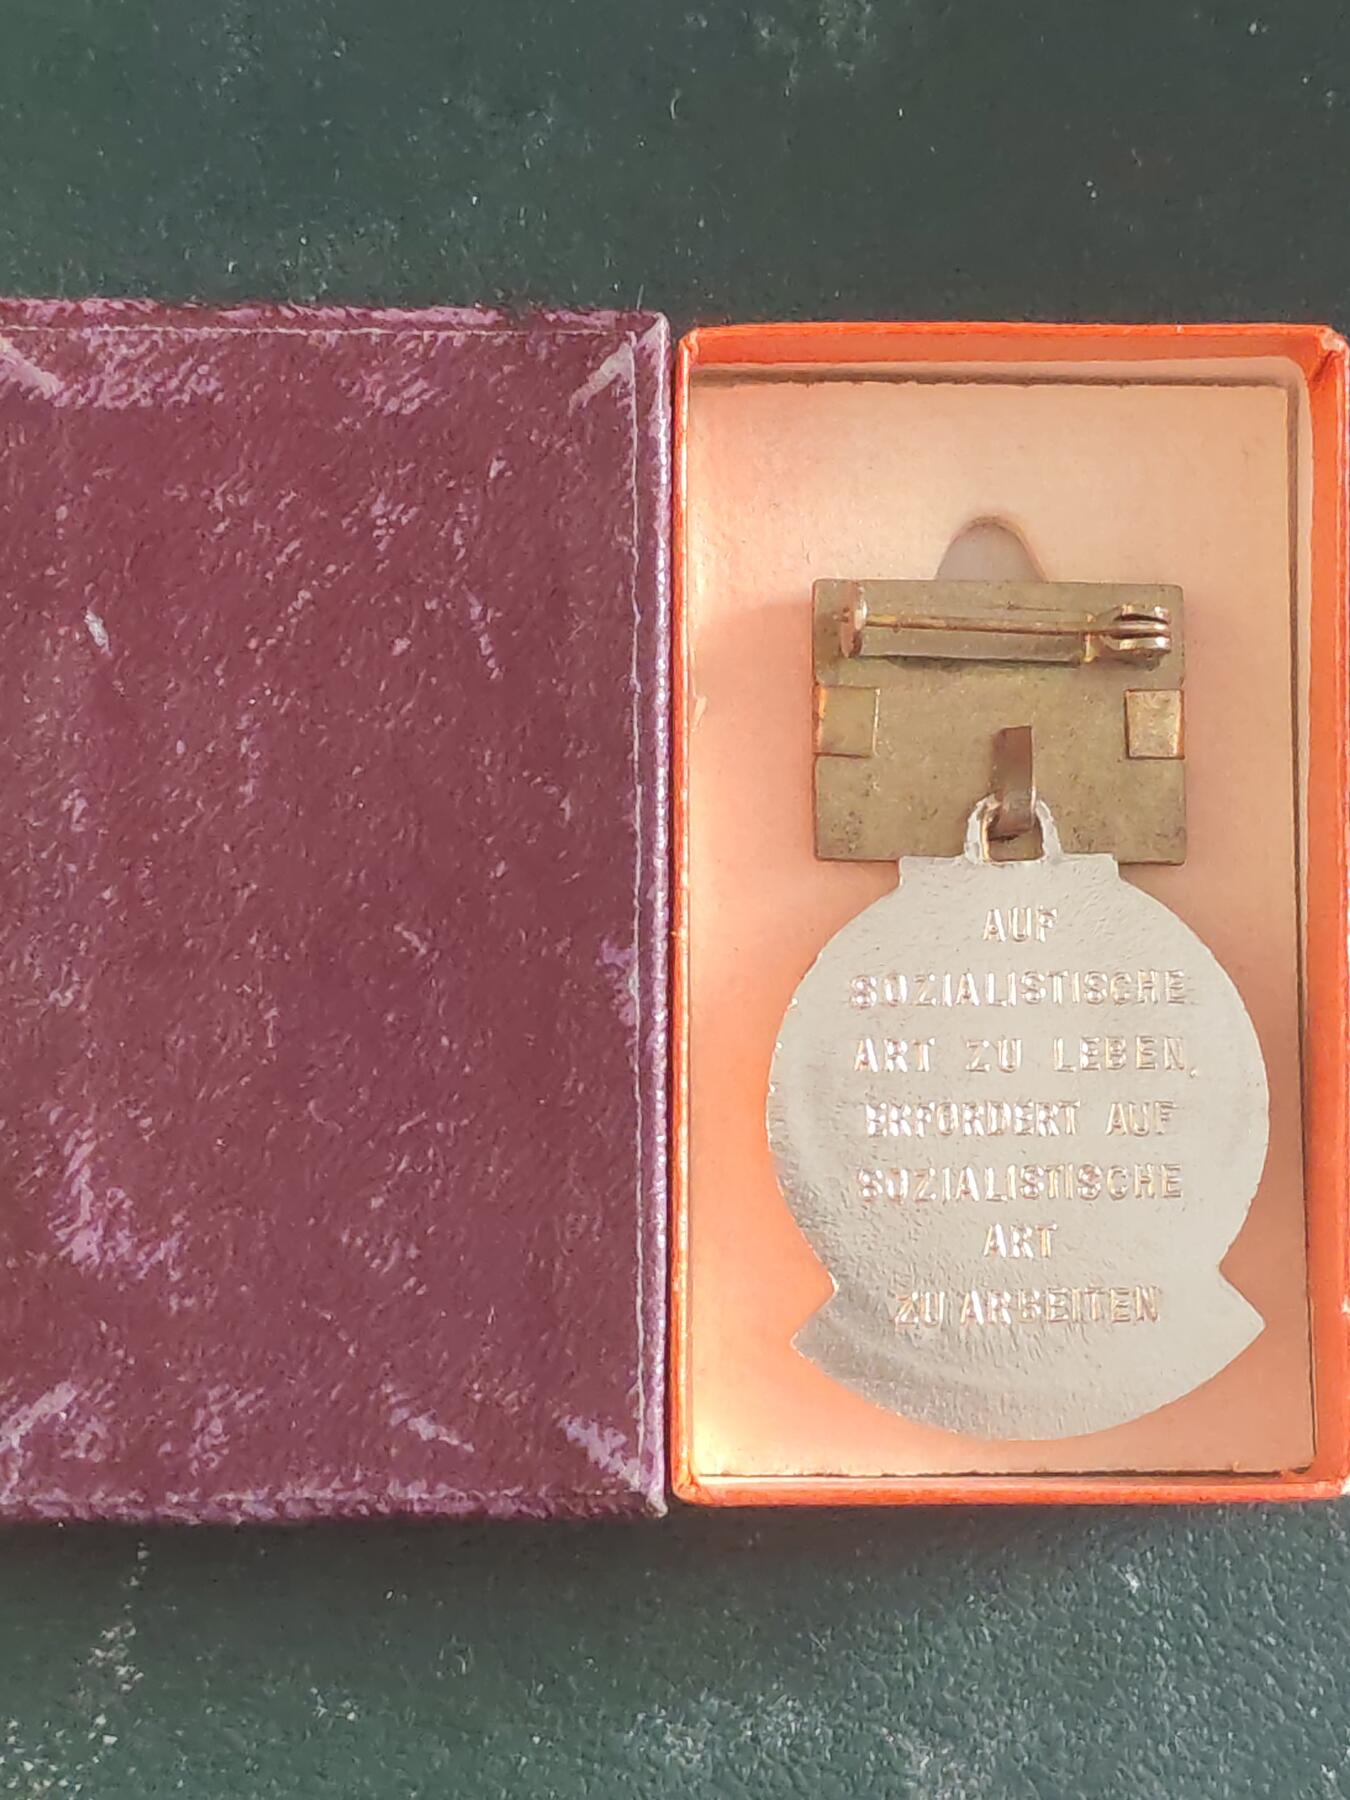 AUF
SOZIALISTISCHE
ART ZU LEBEN,
ERFORDERT AUF
SOZIALISTISCHE
ART
ZU ARBEITEN